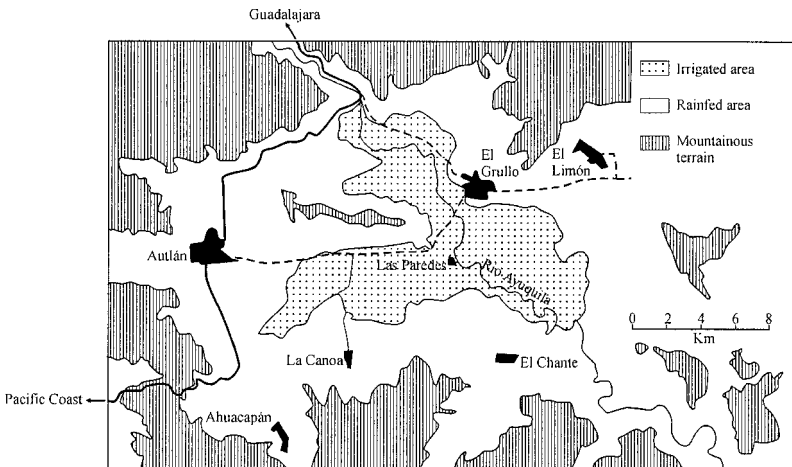 Guadalajara
Irrigated area
Rainfed area
Mountainous
terrain
El
Grullo
El
Limón
Autlán
Las Paredes
Río Ayuquila
0 2 4 6 8
Km
La Canoa
El Chante
Pacific Coast
Ahuacapán